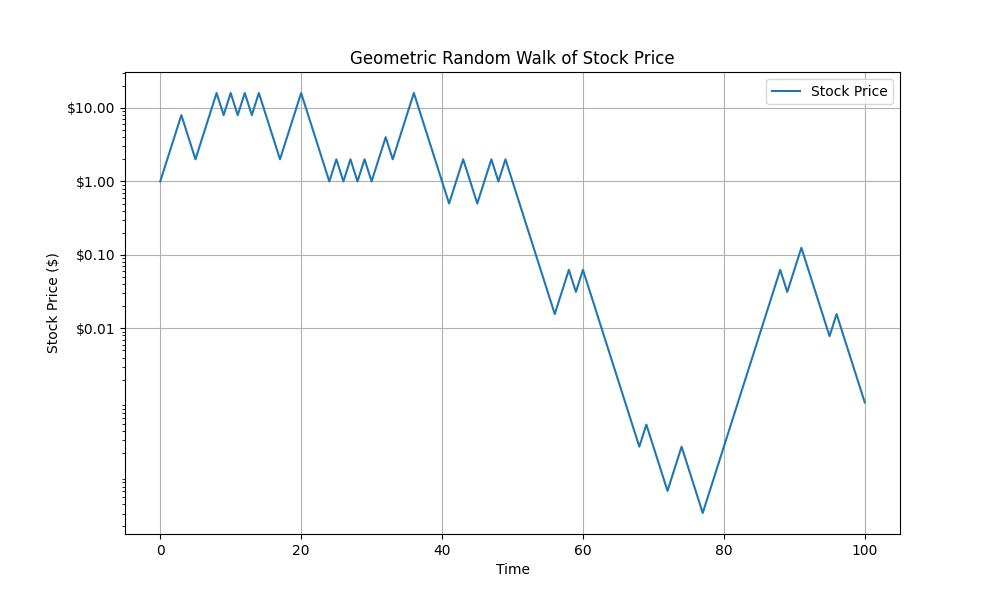 Geometric Random Walk of Stock Price
Stock Price
$10.00
$1.00
$0.10
$0.01
Stock Price ($)
0 20 40 60 80 100
Time